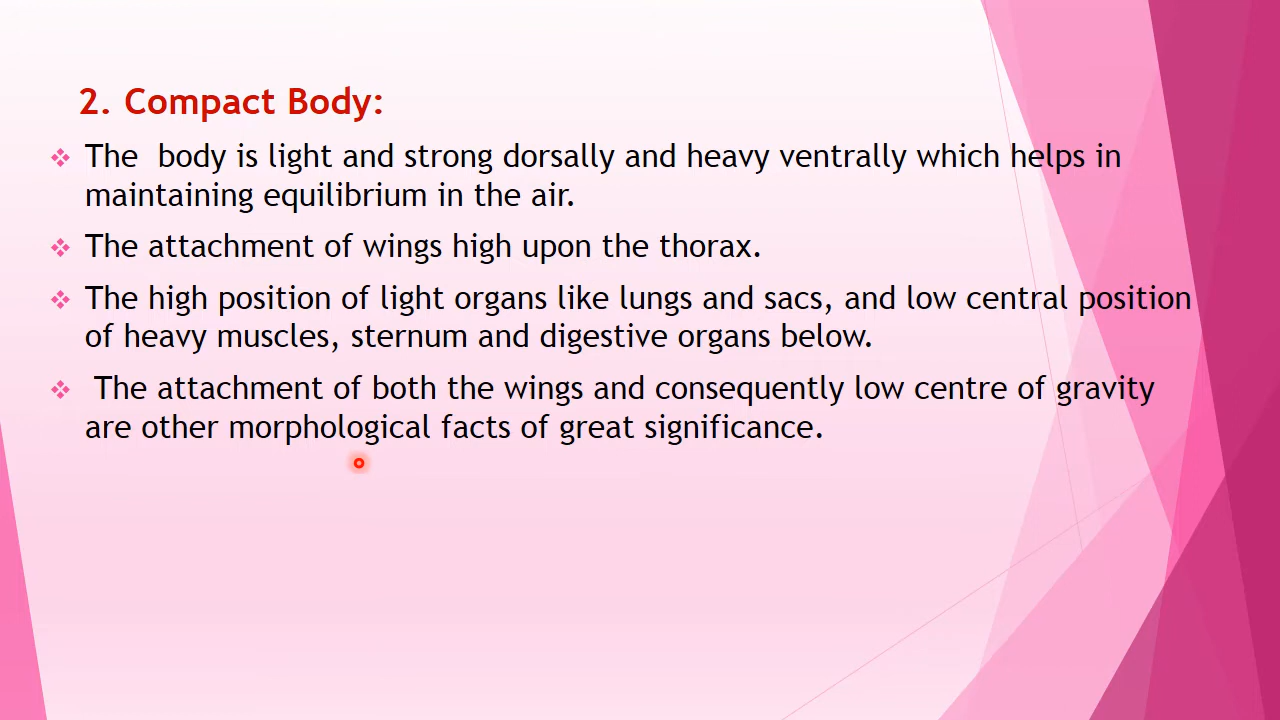 2. Compact Body:
❖ The  body is light and strong dorsally and heavy ventrally which helps in
maintaining equilibrium in the air.
❖ The attachment of wings high upon the thorax.
❖ The high position of light organs like lungs and sacs, and low central position
of heavy muscles, sternum and digestive organs below.
❖ The attachment of both the wings and consequently low centre of gravity
are other morphological facts of great significance.